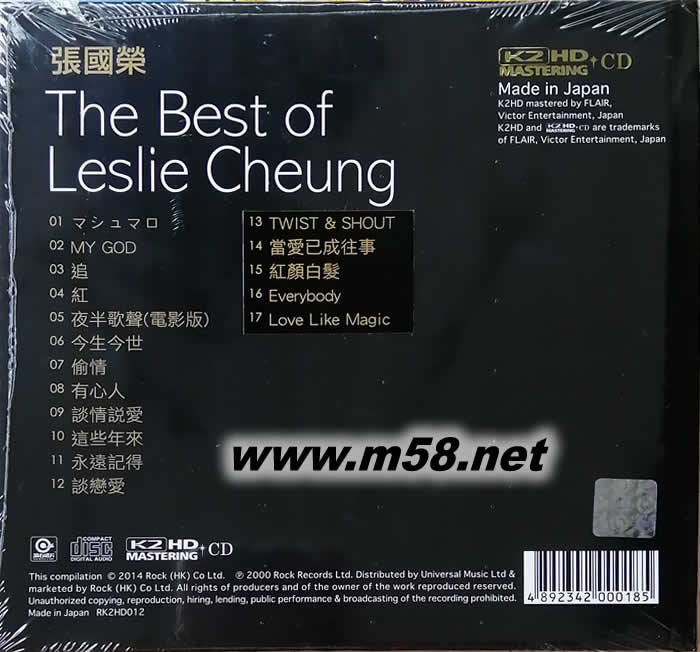 張國榮
The Best of
Leslie Cheung
K2 HD
MASTERING + CD
Made in Japan
K2HD mastered by FLAIR,
Victor Entertainment, Japan
K2HD and K2 HD MASTERING + CD are trademarks
of FLAIR, Victor Entertainment, Japan
01 マシュマロ
02 MY GOD
03 追
04 紅
05 夜半歌聲(電影版)
06 今生今世
07 偷情
08 有心人
09 談情説愛
10 這些年來
11 永遠記得
12 談戀愛
13 TWIST & SHOUT
14 當愛已成往事
15 紅顏白髮
16 Everybody
17 Love Like Magic
www.m58.net
COMPACT
disc
DIGITAL AUDIO
K2 HD
MASTERING + CD
This compilation © 2014 Rock (HK) Co Ltd. ℗ 2000 Rock Records Ltd. Distributed by Universal Music Ltd &
marketed by Rock (HK) Co Ltd. All rights of producers and of the owner of the work reproduced reserved.
Unauthorized copying, reproduction, hiring, lending, public performance & broadcasting of the recording prohibited.
Made in Japan RK2HD012
4 892342 000185